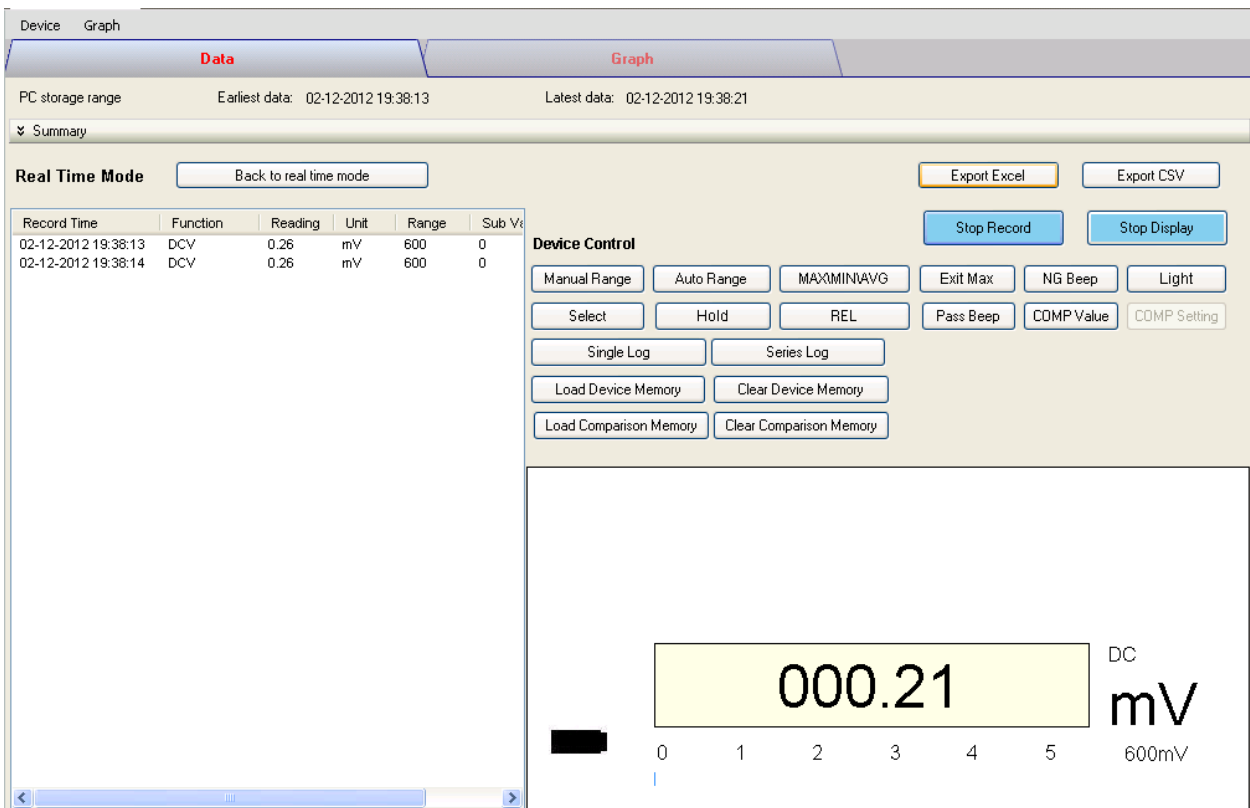 Device Graph
Data Graph
PC storage range Earliest data: 02-12-2012 19:38:13 Latest data: 02-12-2012 19:38:21
Summary
Real Time Mode Back to real time mode Export Excel Export CSV
Record Time Function Reading Unit Range Sub Va
02-12-2012 19:38:13 DCV 0.26 mV 600 0
02-12-2012 19:38:14 DCV 0.26 mV 600 0
Stop Record Stop Display
Device Control
Manual Range Auto Range MAX\MIN\AVG Exit Max NG Beep Light
Select Hold REL Pass Beep COMP Value COMP Setting
Single Log Series Log
Load Device Memory Clear Device Memory
Load Comparison Memory Clear Comparison Memory
DC
000.21 mV
0 1 2 3 4 5 600mV